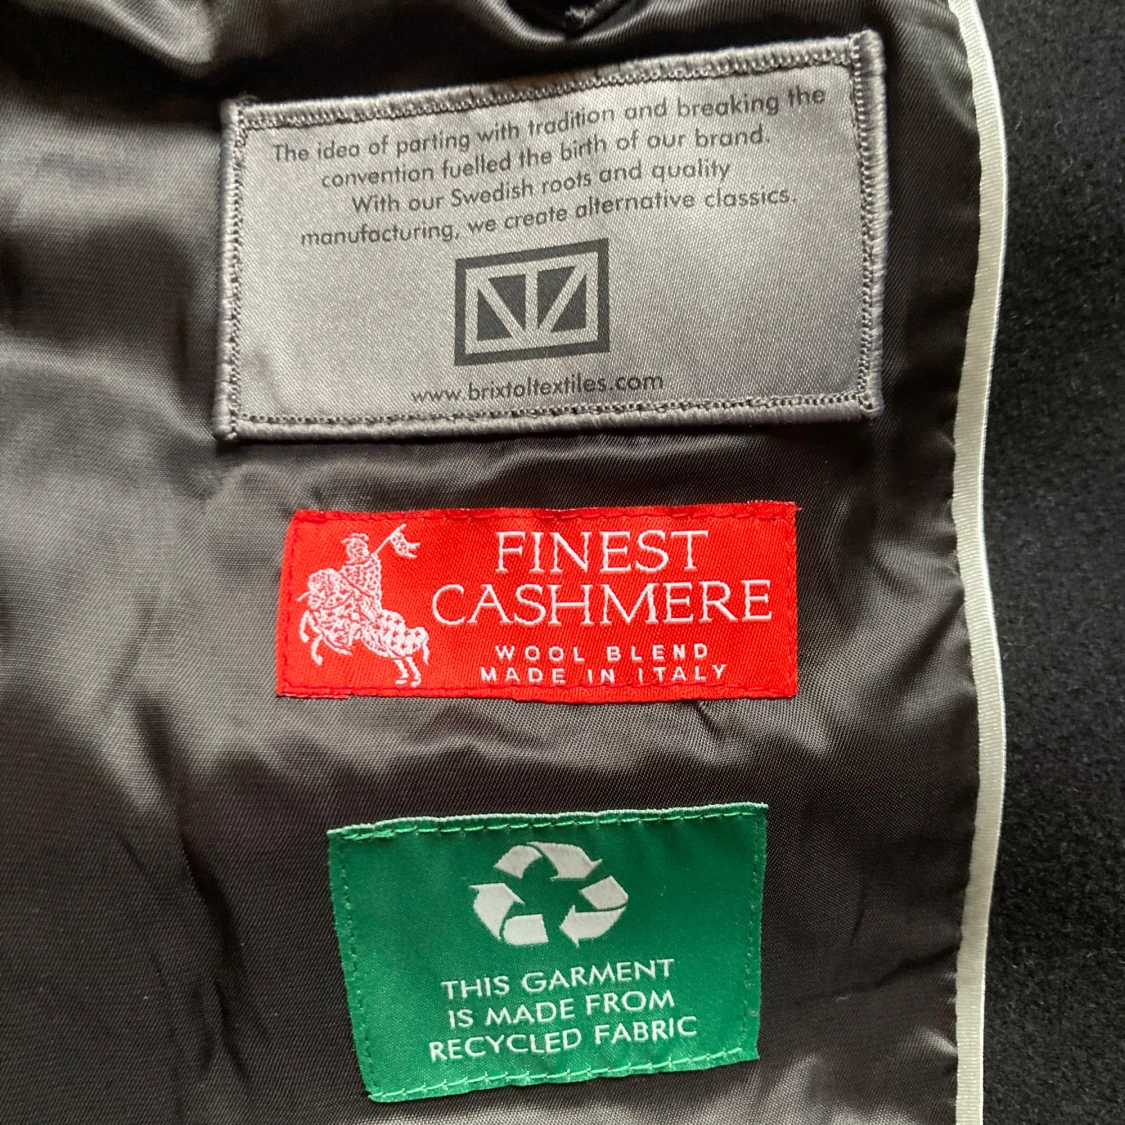 The idea of parting with tradition and breaking the
convention fuelled the birth of our brand.
With our Swedish roots and quality
manufacturing, we create alternative classics.
www.brixtoltextiles.com
FINEST
CASHMERE
WOOL BLEND
MADE IN ITALY
THIS GARMENT
IS MADE FROM
RECYCLED FABRIC